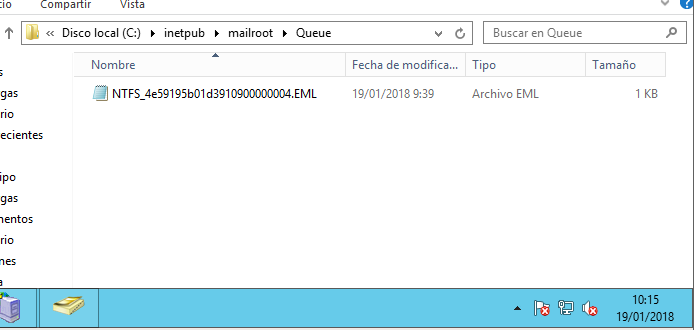 cio Compartir Vista
« Disco local (C:) inetpub mailroot Queue Buscar en Queue
Nombre Fecha de modifica... Tipo Tamaño
NTFS_4e59195b01d3910900000004.EML 19/01/2018 9:39 Archivo EML 1 KB
s
gas
rio
ecientes
ipo
gas
mentos
rio
nes
a
10:15
19/01/2018